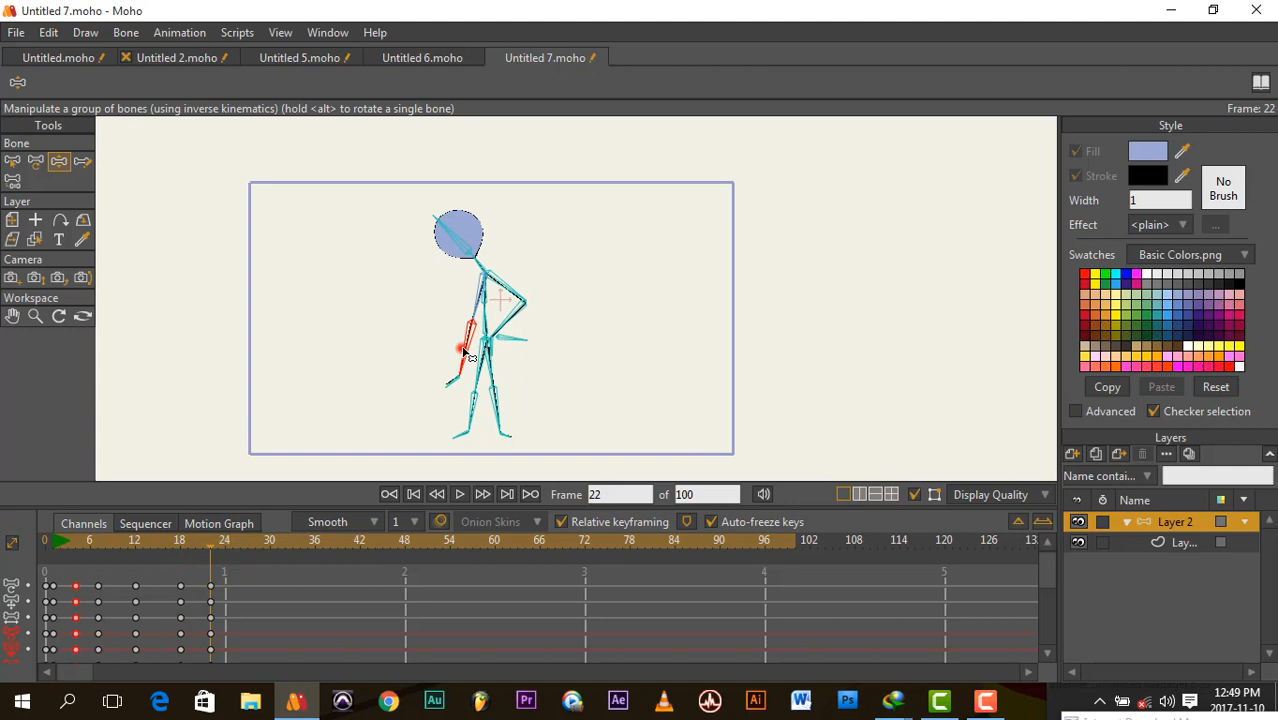 Untitled 7.moho - Moho
File Edit Draw Bone Animation Scripts View Window Help
Untitled.moho Untitled 2.moho Untitled 5.moho Untitled 6.moho Untitled 7.moho
Manipulate a group of bones (using inverse kinematics) (hold <alt> to rotate a single bone) Frame: 22
Tools
Bone
Layer
T
Camera
Workspace
Style
Fill
Stroke
No
Brush
Width 1
Effect <plain> ...
Swatches Basic Colors.png
Copy Paste Reset
Advanced Checker selection
Layers
Name contai...
Name
Layer 2
Lay...
Frame 22 of 100 Display Quality
Channels Sequencer Motion Graph Smooth 1 Onion Skins Relative keyframing Auto-freeze keys
0 6 12 18 24 30 36 42 48 54 60 66 72 78 84 90 96 102 108 114 120 126
0 1 2 3 4 5
Au Pr Ae Ai W Ps
12:49 PM
2017-11-10